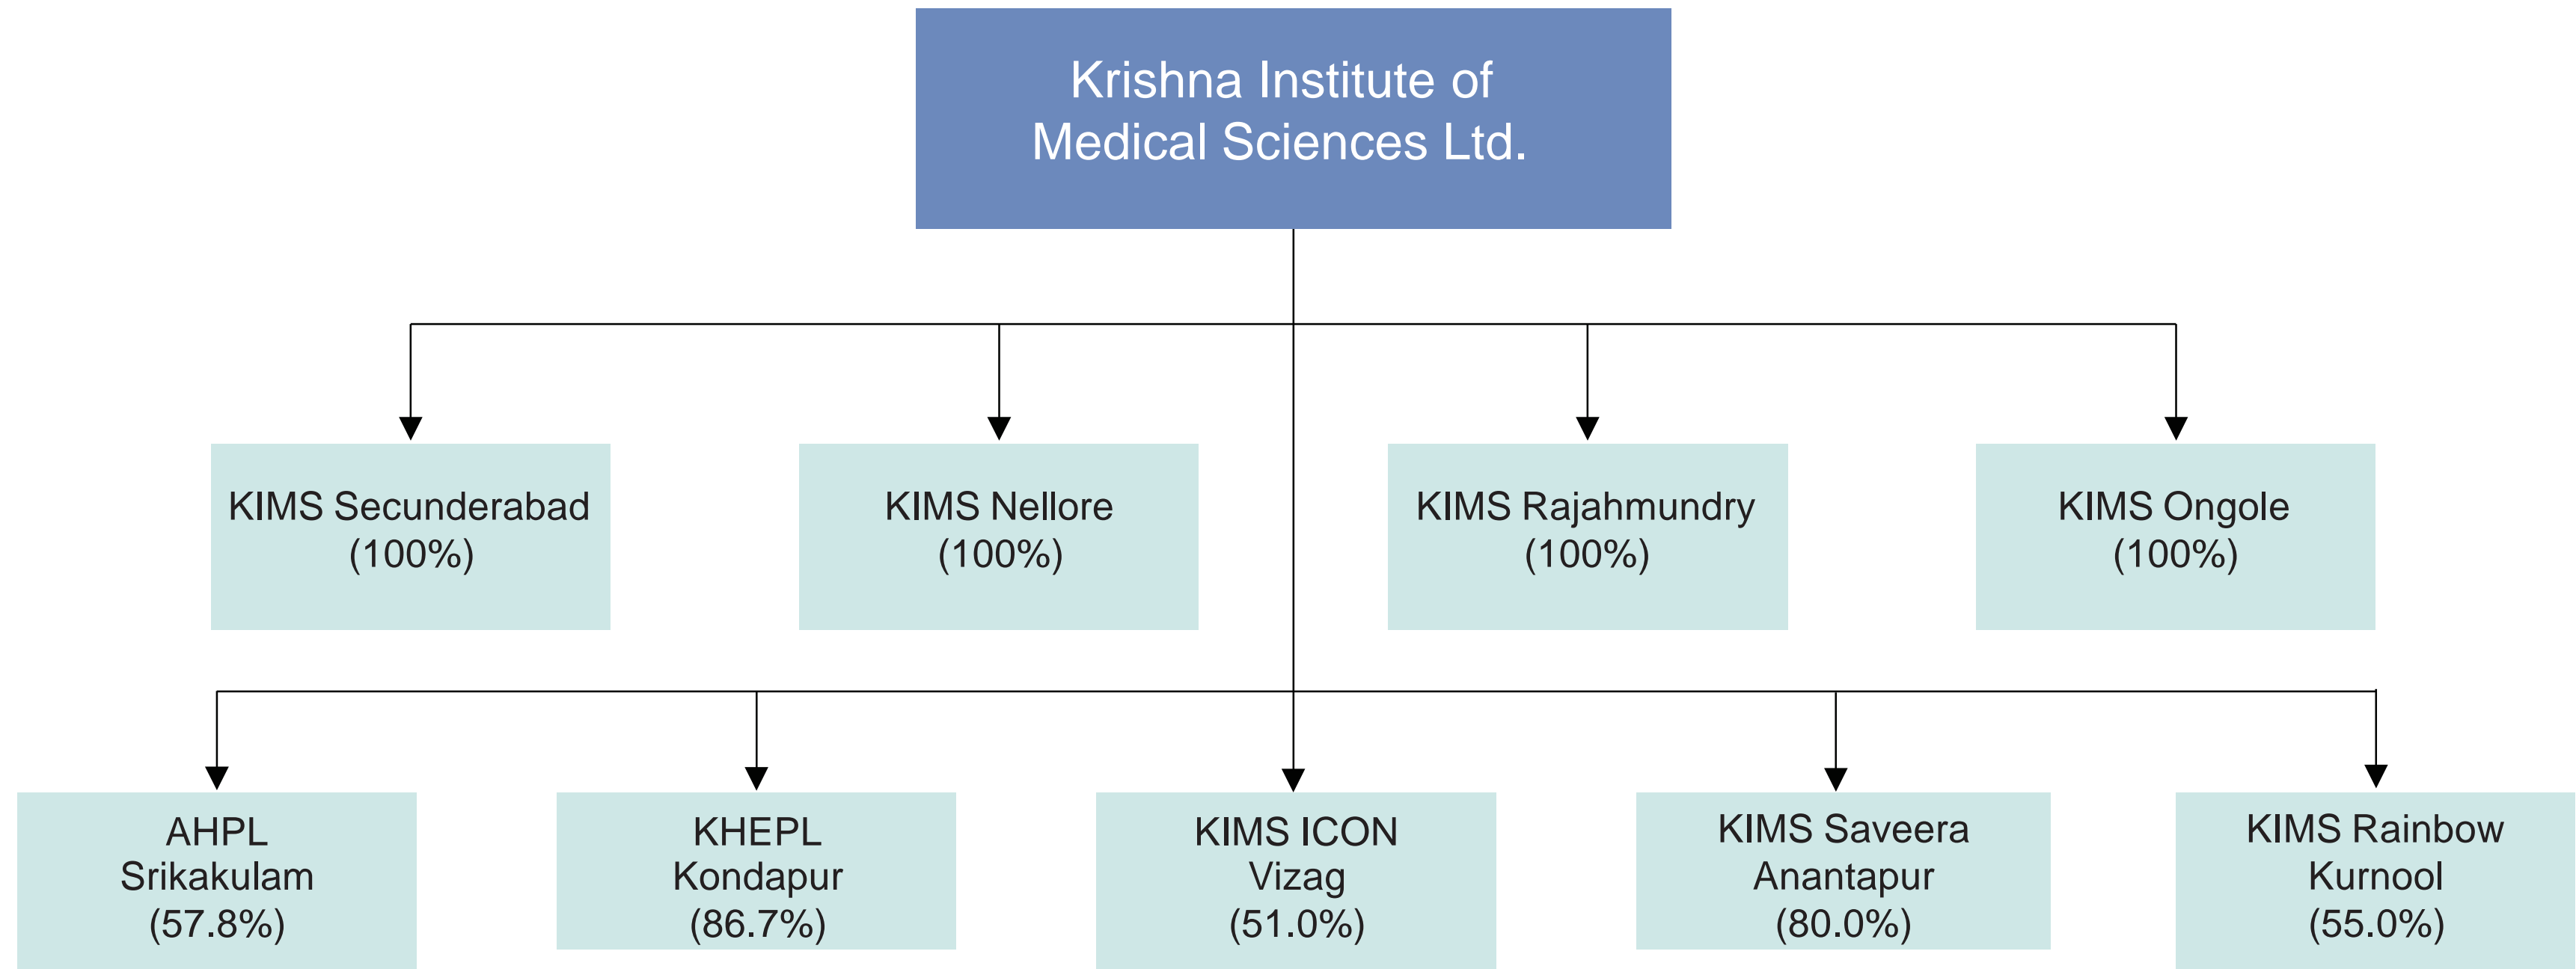 Krishna Institute of
Medical Sciences Ltd.
KIMS Secunderabad
(100%)
KIMS Nellore
(100%)
KIMS Rajahmundry
(100%)
KIMS Ongole
(100%)
AHPL
Srikakulam
(57.8%)
KHEPL
Kondapur
(86.7%)
KIMS ICON
Vizag
(51.0%)
KIMS Saveera
Anantapur
(80.0%)
KIMS Rainbow
Kurnool
(55.0%)